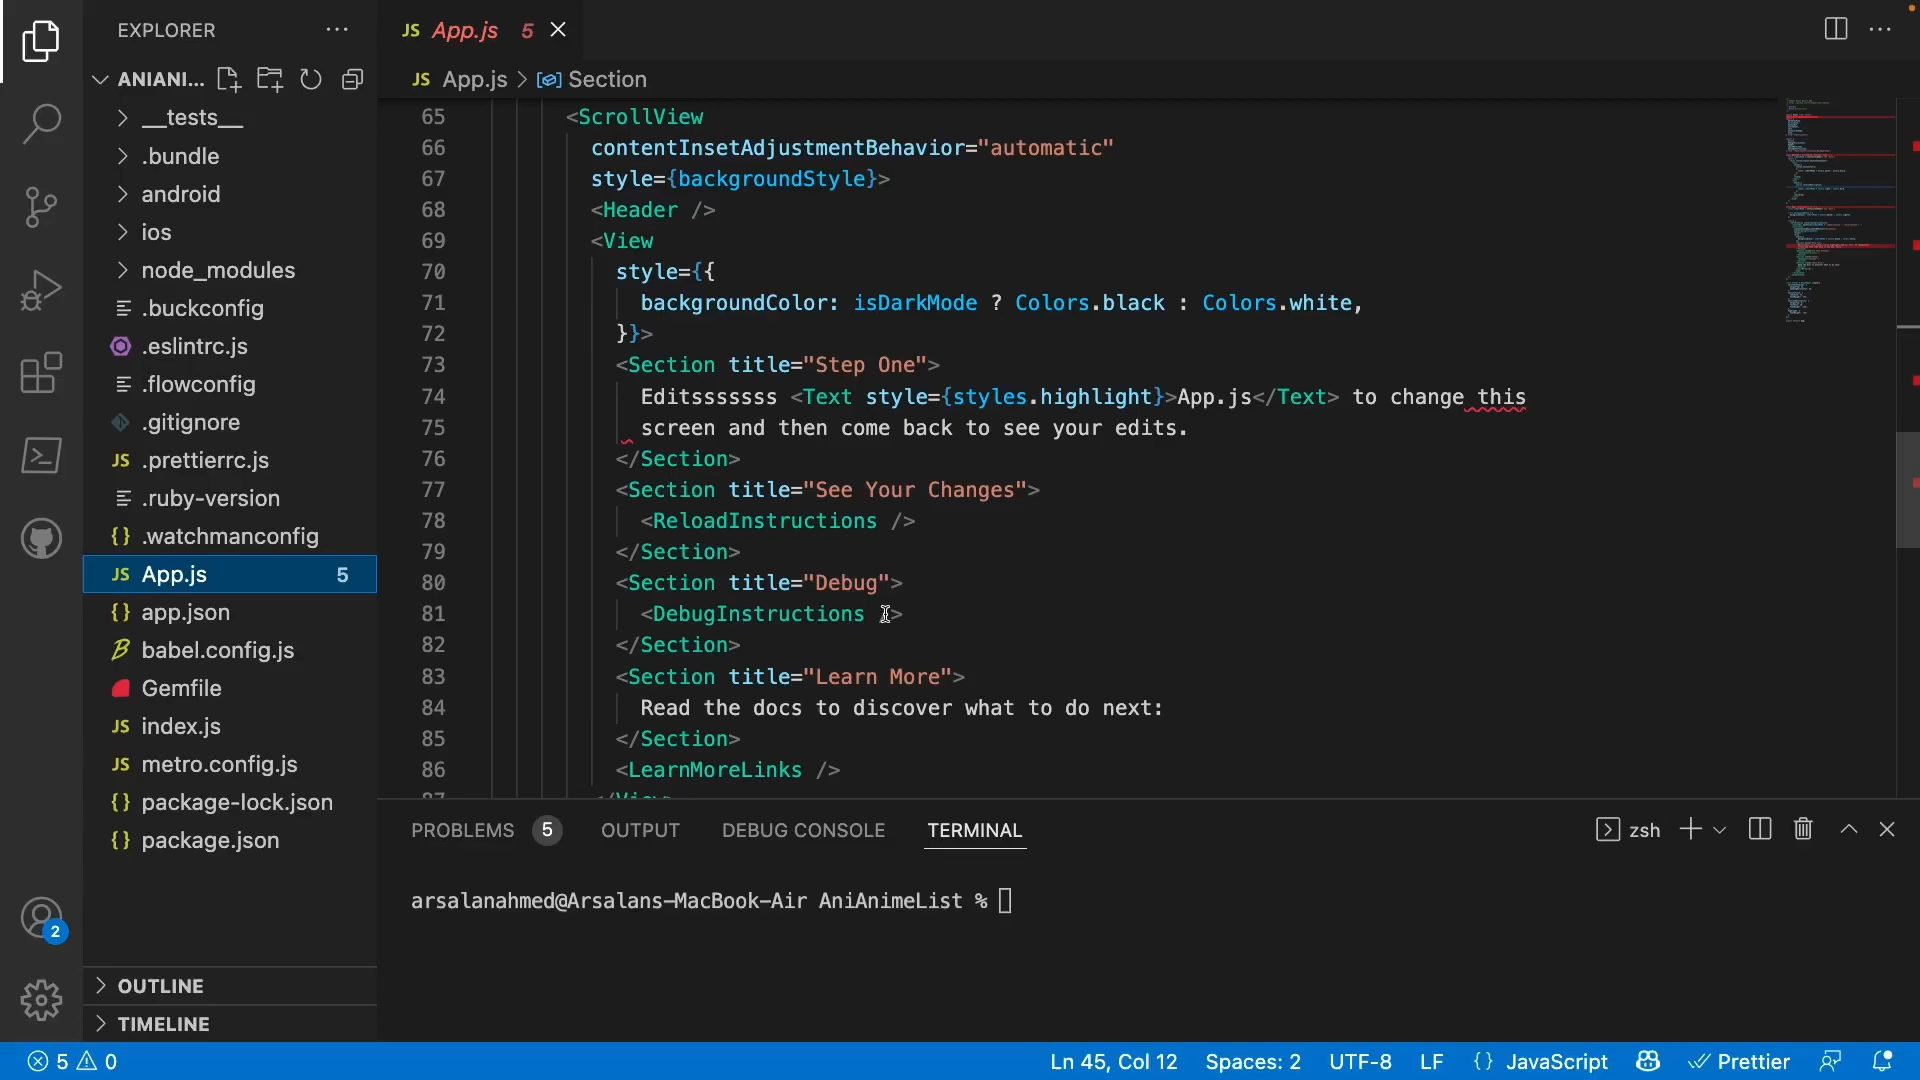 EXPLORER
ANIANI...
__tests__
.bundle
android
ios
node_modules
.buckconfig
.eslintrc.js
.flowconfig
.gitignore
JS .prettierrc.js
.ruby-version
{} .watchmanconfig
JS App.js 5
{} app.json
babel.config.js
Gemfile
JS index.js
JS metro.config.js
{} package-lock.json
{} package.json
OUTLINE
TIMELINE
2
JS App.js 5
JS App.js > Section
65 <ScrollView
66 contentInsetAdjustmentBehavior="automatic"
67 style={backgroundStyle}>
68 <Header />
69 <View
70 style={{
71 backgroundColor: isDarkMode ? Colors.black : Colors.white,
72 }}>
73 <Section title="Step One">
74 Editsssssss <Text style={styles.highlight}>App.js</Text> to change this
75 screen and then come back to see your edits.
76 </Section>
77 <Section title="See Your Changes">
78 <ReloadInstructions />
79 </Section>
80 <Section title="Debug">
81 <DebugInstructions />
82 </Section>
83 <Section title="Learn More">
84 Read the docs to discover what to do next:
85 </Section>
86 <LearnMoreLinks />
87 </View>
PROBLEMS 5 OUTPUT DEBUG CONSOLE TERMINAL zsh
arsalanahmed@Arsalans-MacBook-Air AniAnimeList %
5 0 Ln 45, Col 12 Spaces: 2 UTF-8 LF {} JavaScript Prettier